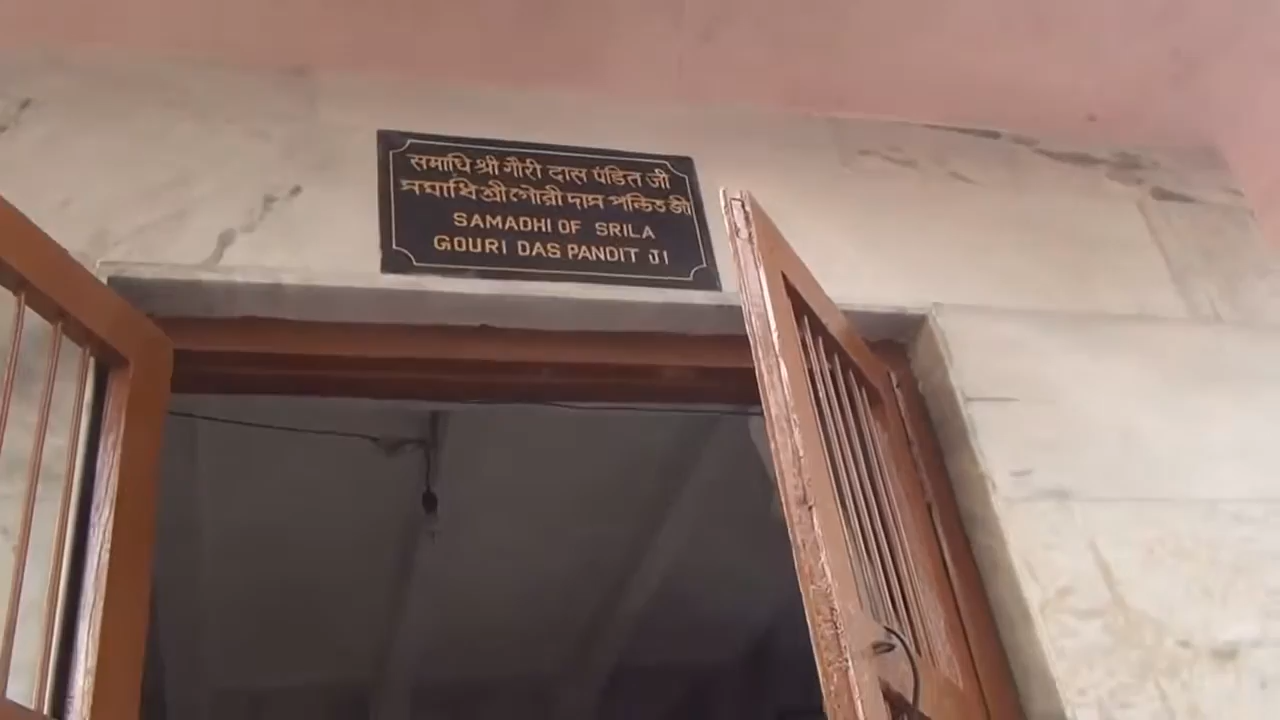 समाधि श्री गौरी दास पंडित जी
সমাধি শ্রী গৌরী দাস পন্ডিত জী
SAMADHI OF SRILA
GOURI DAS PANDIT JI